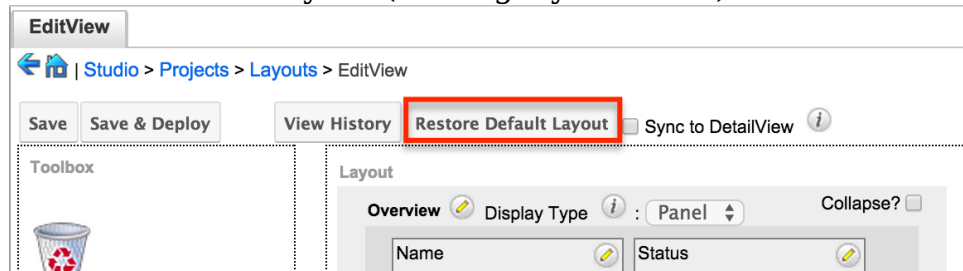 EditView
| Studio > Projects > Layouts > EditView
Save Save & Deploy View History Restore Default Layout Sync to DetailView i
Toolbox Layout
Overview Display Type i : Panel Collapse?
Name Status